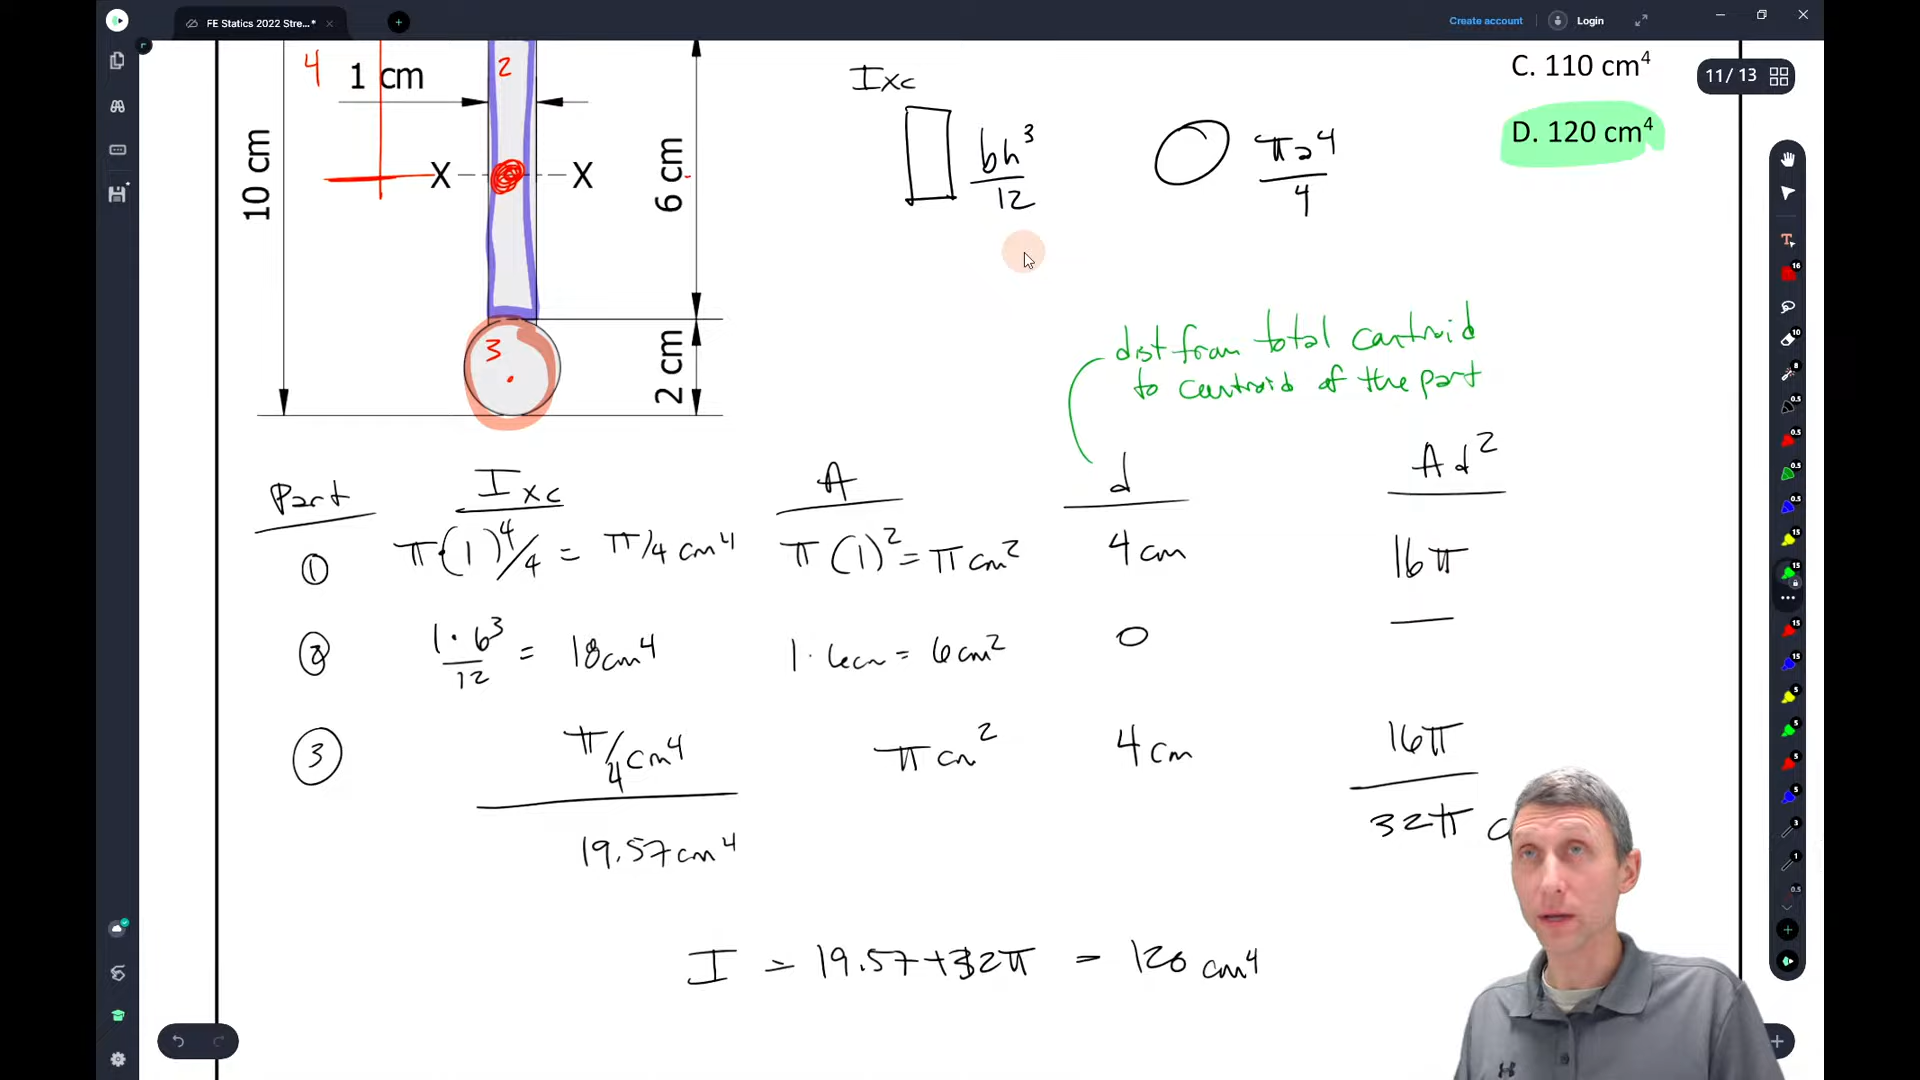 FE Statics 2022 Stre...*
Create account
Login
11/ 13
C. 110 cm⁴
D. 120 cm⁴
4
1 cm
2
X
X
10 cm
6 cm
2 cm
3
Ixc
bh³/12
πa⁴/4
dist from total centroid
to centroid of the part
Part Ixc A d Ad²
① π·(1)⁴/4 = π/4 cm⁴ π(1)² = π cm² 4 cm 16π
② 1·6³/12 = 18 cm⁴ 1·6cm = 6 cm² 0 —
③ π/4 cm⁴ π cm² 4 cm 16π
19.57 cm⁴ 32π
I = 19.57 + 32π = 120 cm⁴